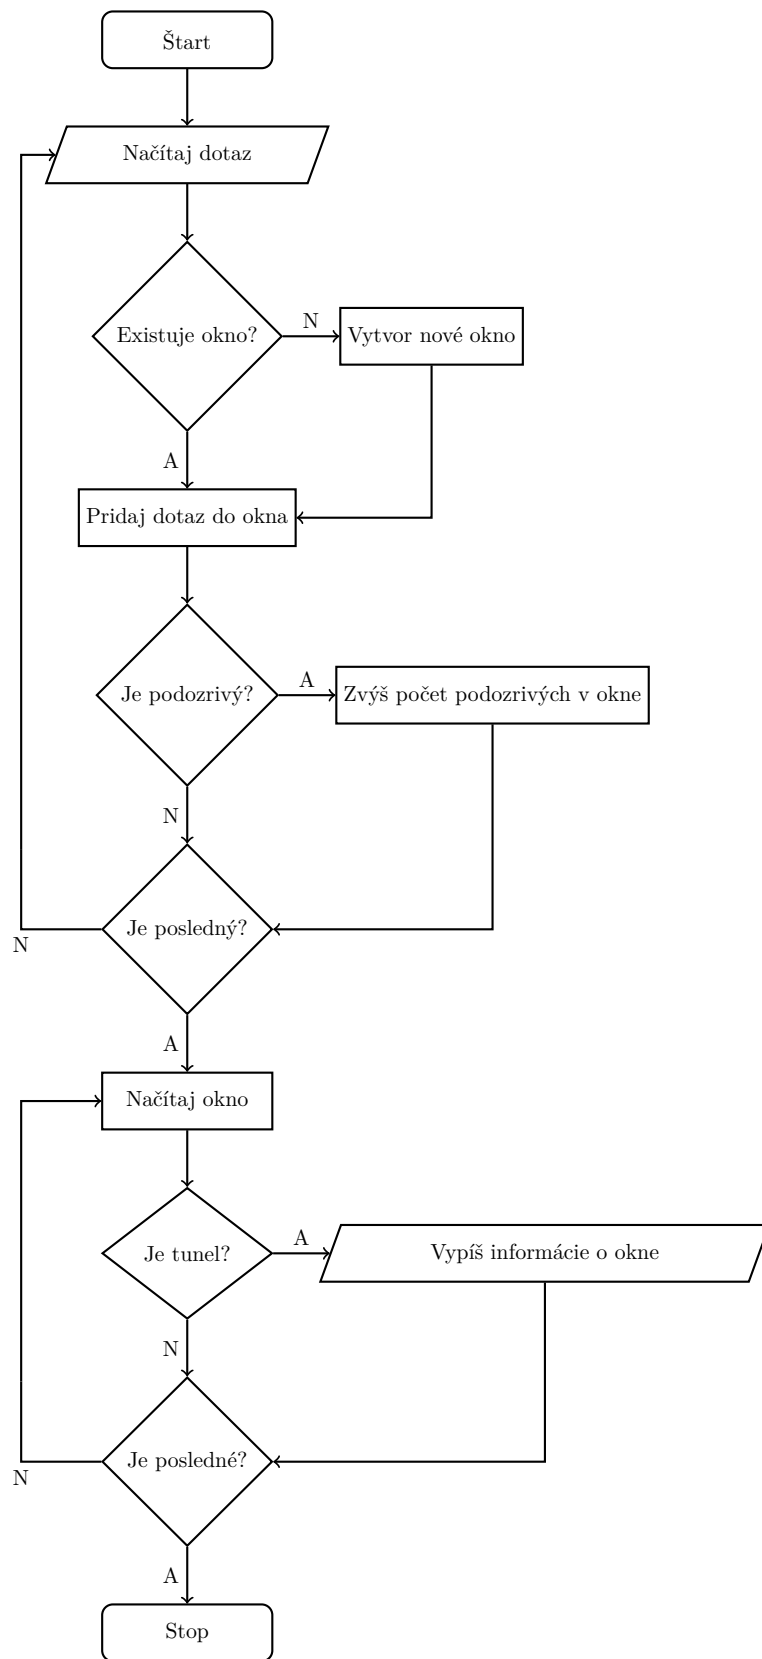 Štart
Načítaj dotaz
Existuje okno?
N
Vytvor nové okno
A
Pridaj dotaz do okna
Je podozrivý?
A
Zvýš počet podozrivých v okne
N
Je posledný?
N
A
Načítaj okno
Je tunel?
A
Vypíš informácie o okne
N
Je posledné?
N
A
Stop